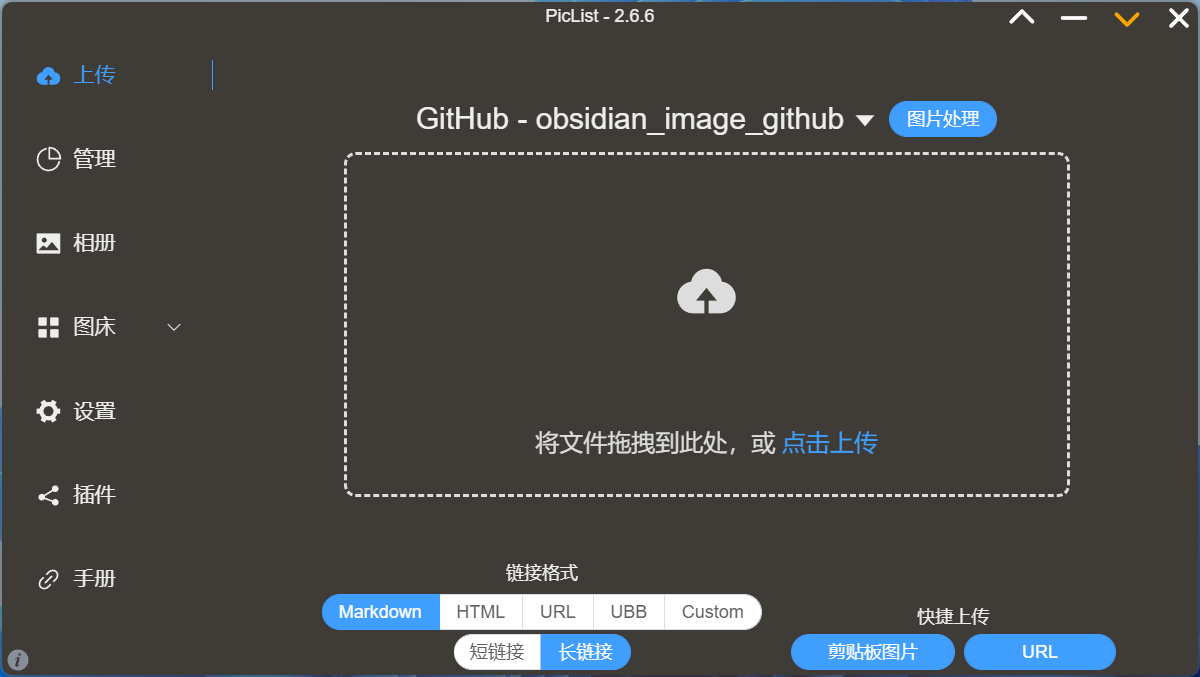 PicList - 2.6.6
上传
管理
相册
图床
设置
插件
手册
GitHub - obsidian_image_github
图片处理
将文件拖拽到此处，或 点击上传
链接格式
Markdown HTML URL UBB Custom
短链接 长链接
快捷上传
剪贴板图片 URL